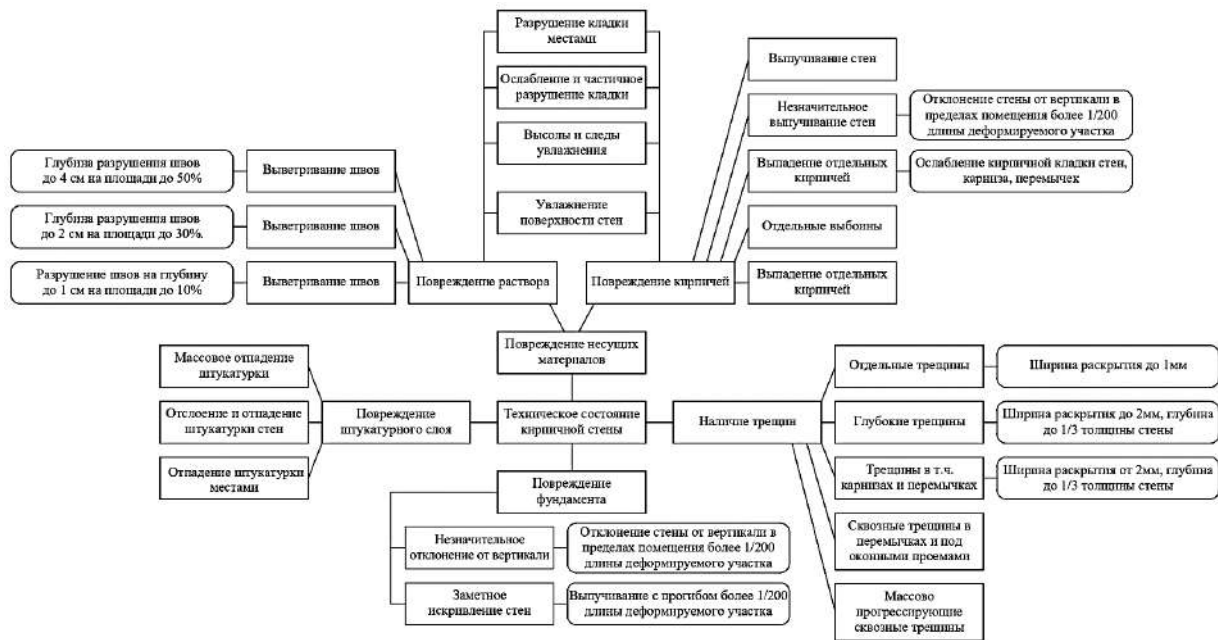 Разрушение кладки
местами
Ослабление и частичное
разрушение кладки
Высолы и следы
увлажнения
Увлажнение
поверхности стен
Выпучивание стен
Незначительное
выпучивание стен
Отклонение стены от вертикали в
пределах помещения более 1/200
длины деформируемого участка
Выпадение отдельных
кирпичей
Ослабление кирпичной кладки стен,
карниза, перемычек
Отдельные выбоины
Выпадение отдельных
кирпичей
Глубина разрушения швов
до 4 см на площади до 50%
Выветривание швов
Глубина разрушения швов
до 2 см на площади до 30%.
Выветривание швов
Разрушение швов на глубину
до 1 см на площади до 10%
Выветривание швов
Повреждение раствора
Повреждение кирпичей
Повреждение несущих
материалов
Массовое отпадение
штукатурки
Отслоение и отпадение
штукатурки стен
Отпадение штукатурки
местами
Повреждение
штукатурного слоя
Техническое состояние
кирпичной стены
Наличие трещин
Отдельные трещины
Ширина раскрытия до 1мм
Глубокие трещины
Ширина раскрытия до 2мм, глубина
до 1/3 толщины стены
Трещины в т.ч.
карнизах и перемычках
Ширина раскрытия от 2мм, глубина
до 1/3 толщины стены
Сквозные трещины в
перемычках и под
оконными проемами
Массово
прогрессирующие
сквозные трещины
Повреждение
фундамента
Незначительное
отклонение от вертикали
Отклонение стены от вертикали в
пределах помещения более 1/200
длины деформируемого участка
Заметное
искривление стен
Выпучивание с прогибом более 1/200
длины деформируемого участка